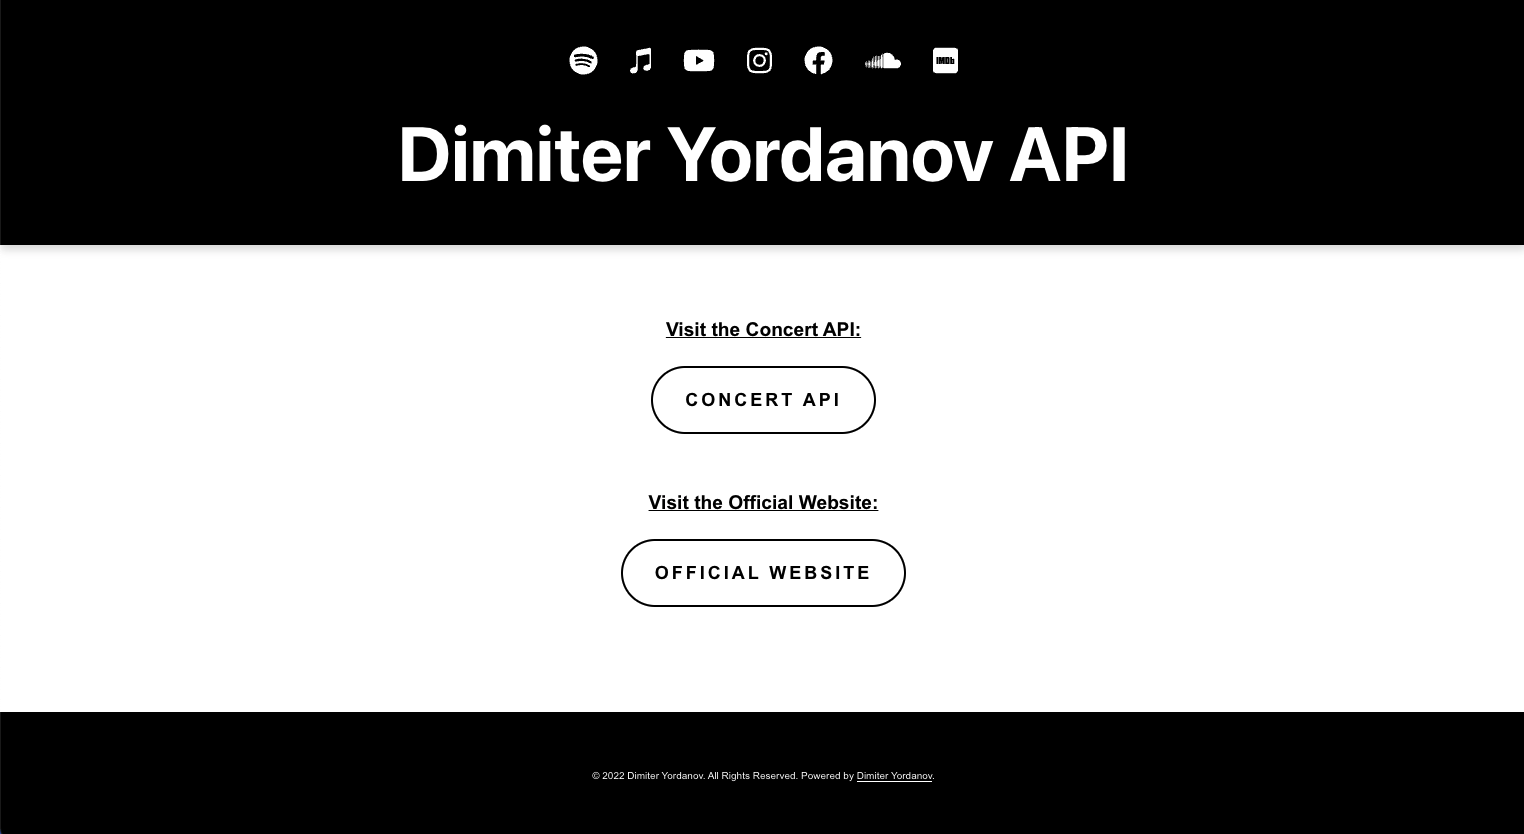 IMDb
Dimiter Yordanov API
Visit the Concert API:
CONCERT API
Visit the Official Website:
OFFICIAL WEBSITE
© 2022 Dimiter Yordanov. All Rights Reserved. Powered by Dimiter Yordanov.